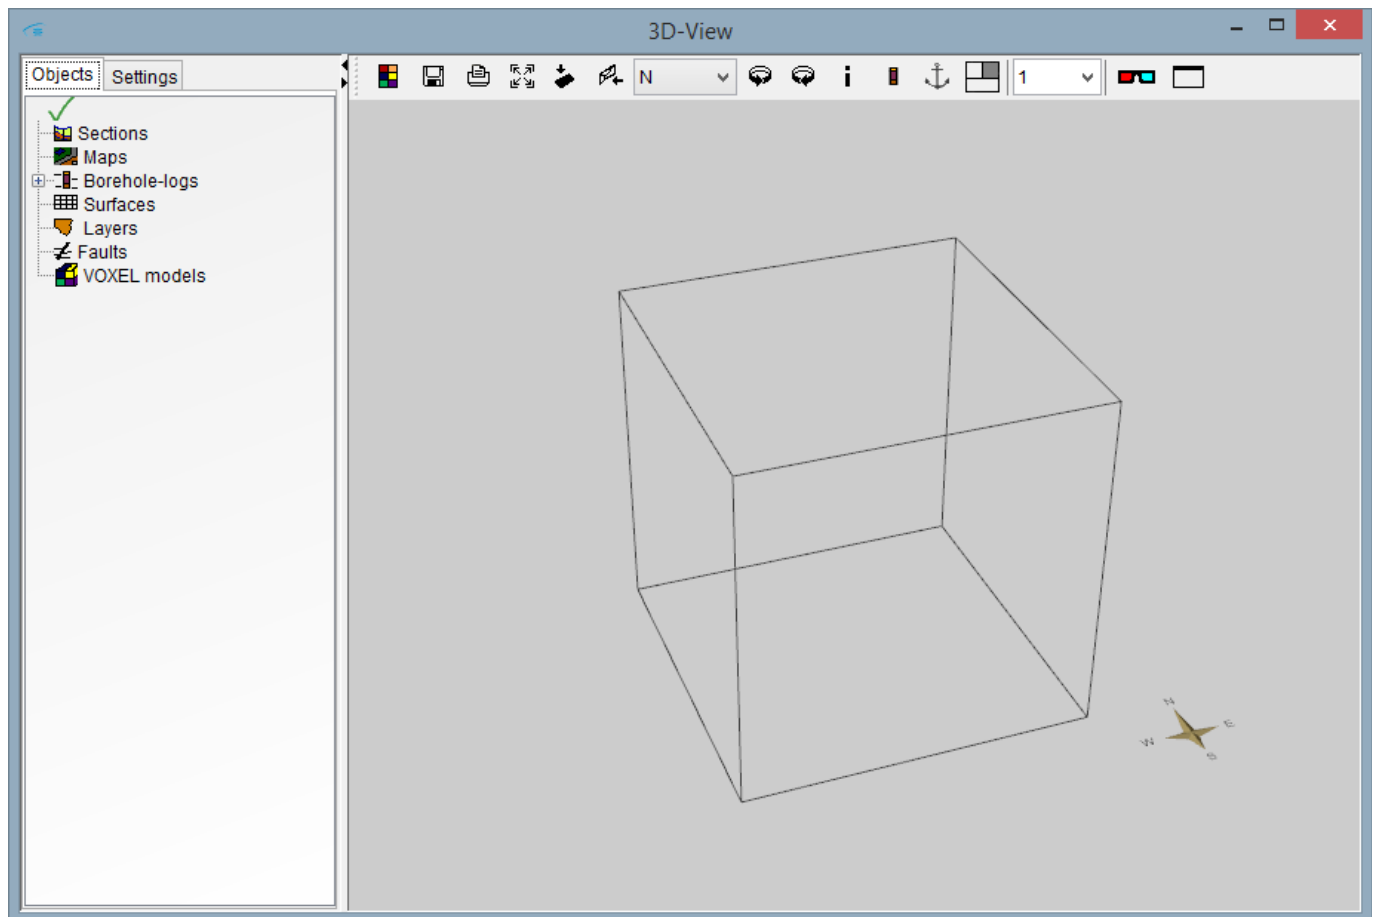 3D-View
Objects Settings
N
1
Sections
Maps
Borehole-logs
Surfaces
Layers
Faults
VOXEL models
N
E
W
S